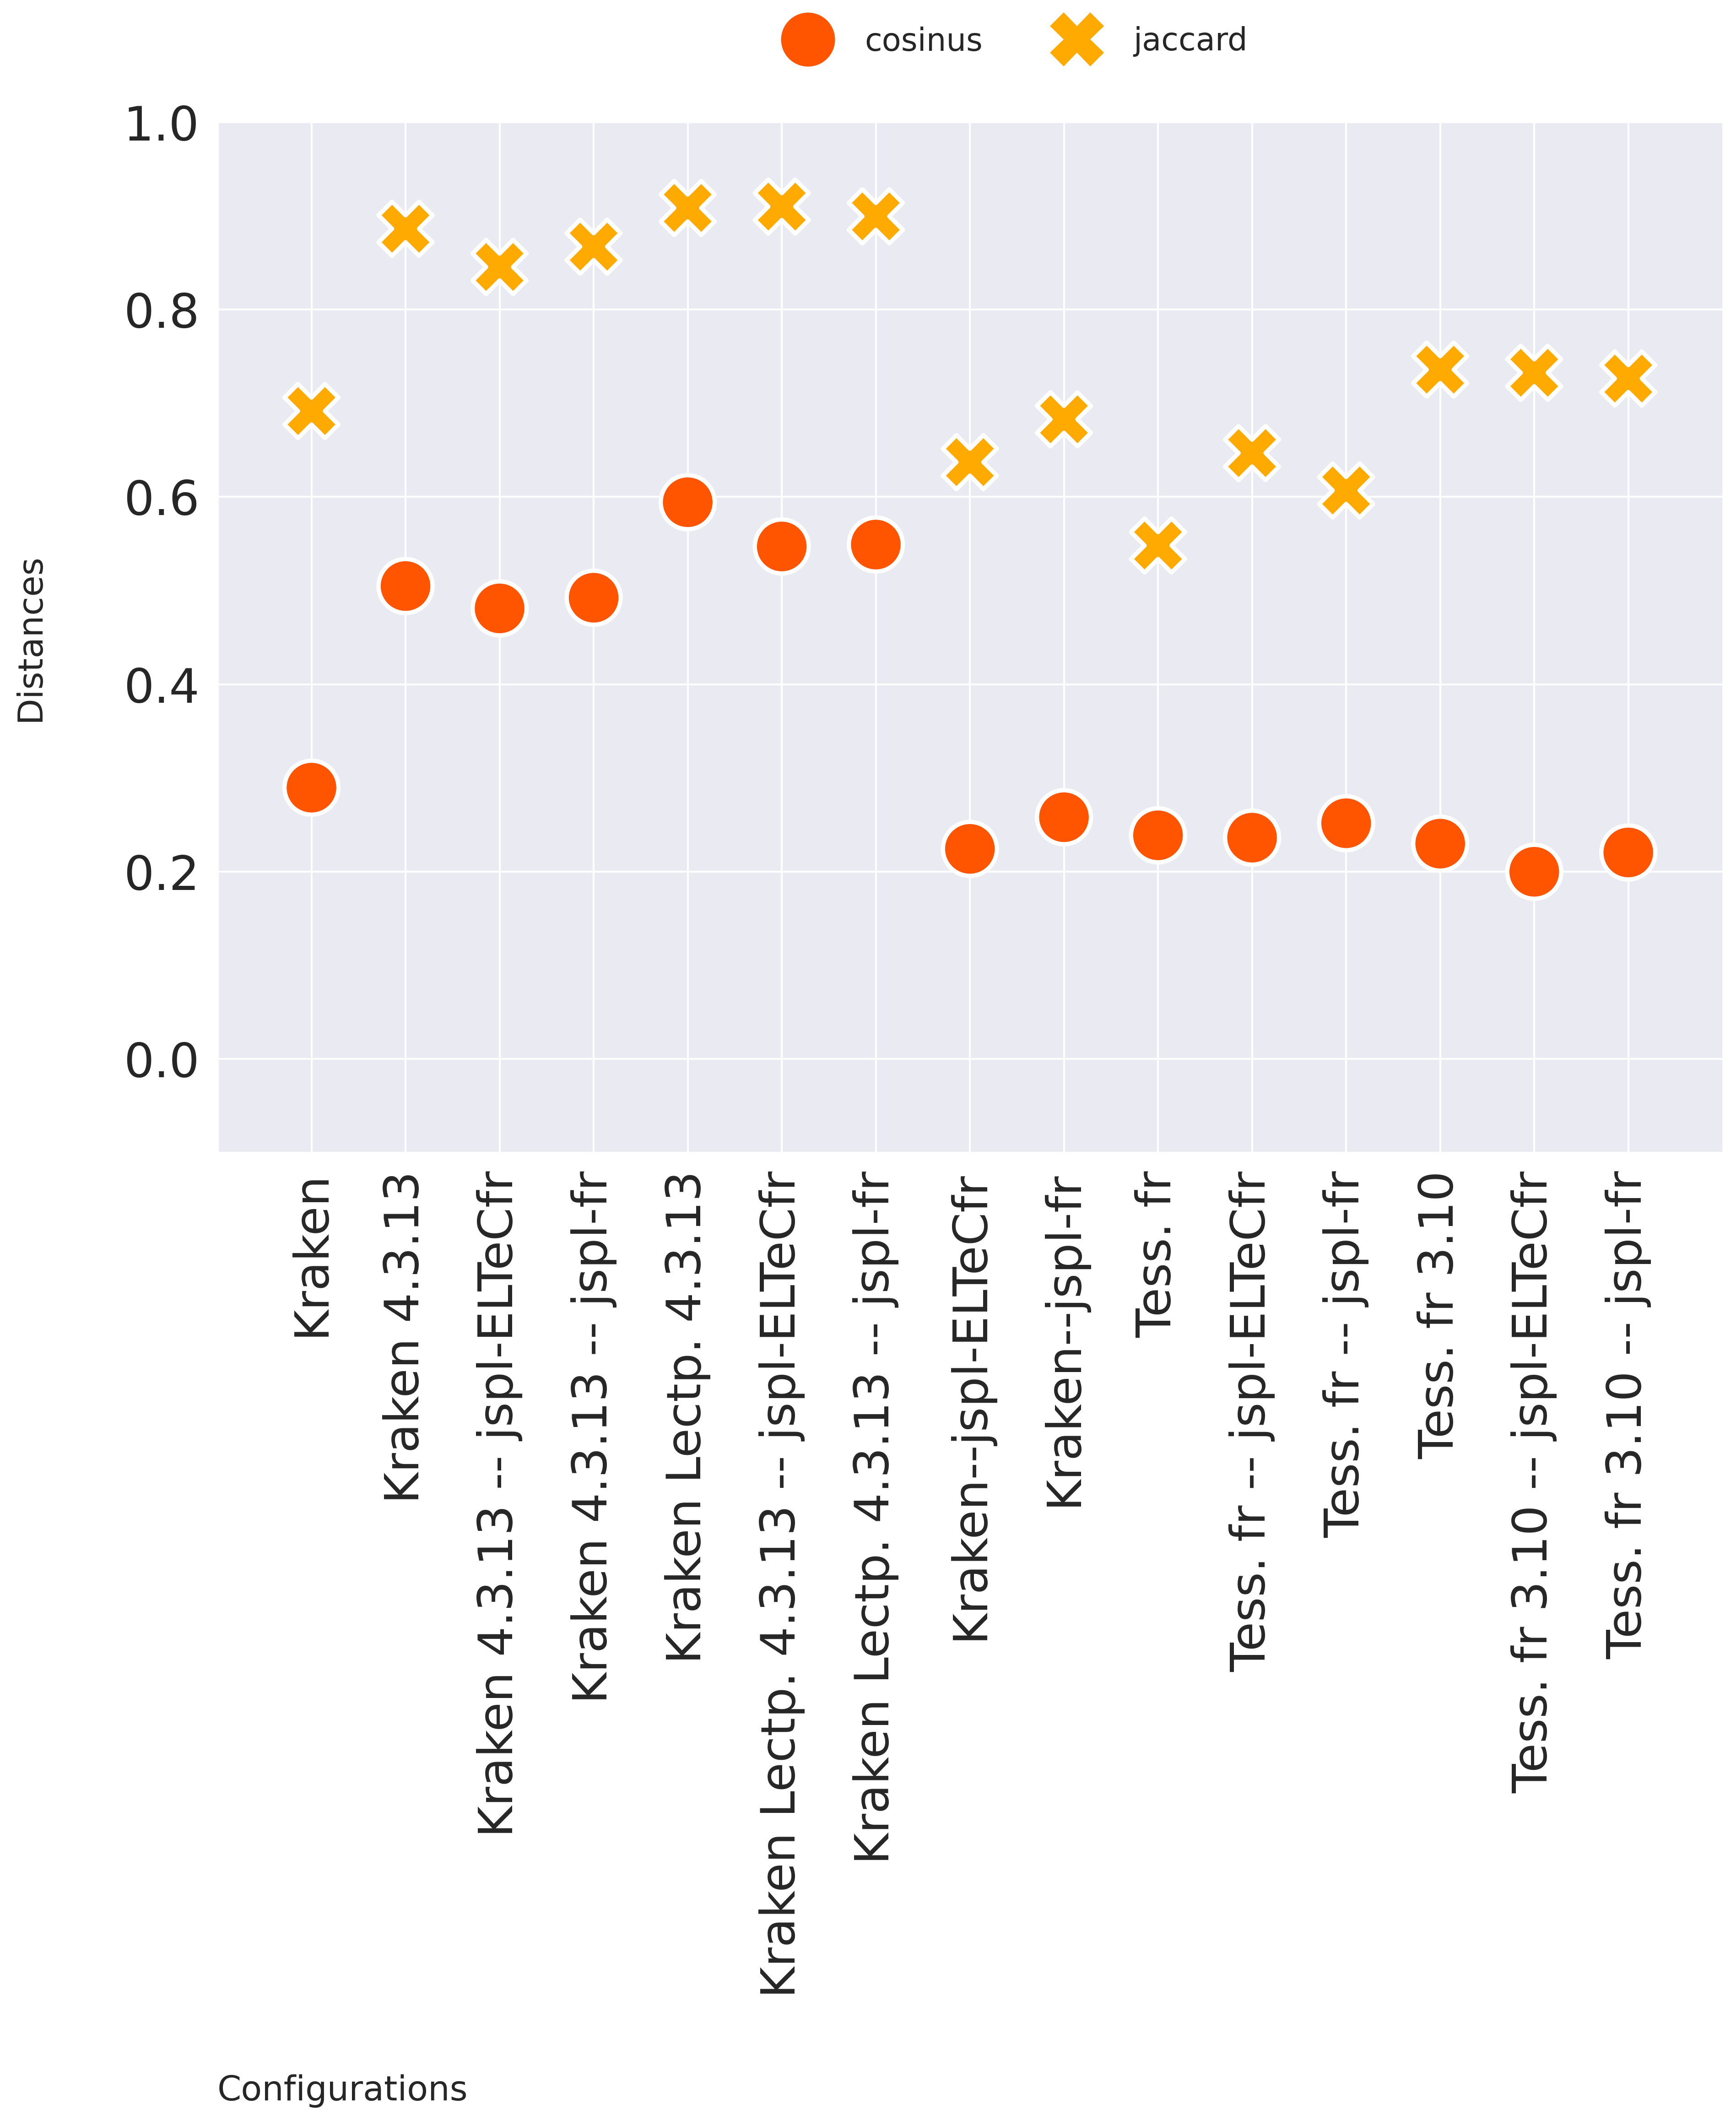 cosinus jaccard
1.0
0.8
0.6
0.4
0.2
0.0
Distances
Kraken
Kraken 4.3.13
Kraken 4.3.13 -- jspl-ELTeCfr
Kraken 4.3.13 -- jspl-fr
Kraken Lectp. 4.3.13
Kraken Lectp. 4.3.13 -- jspl-ELTeCfr
Kraken Lectp. 4.3.13 -- jspl-fr
Kraken--jspl-ELTeCfr
Kraken--jspl-fr
Tess. fr
Tess. fr -- jspl-ELTeCfr
Tess. fr -- jspl-fr
Tess. fr 3.10
Tess. fr 3.10 -- jspl-ELTeCfr
Tess. fr 3.10 -- jspl-fr
Configurations